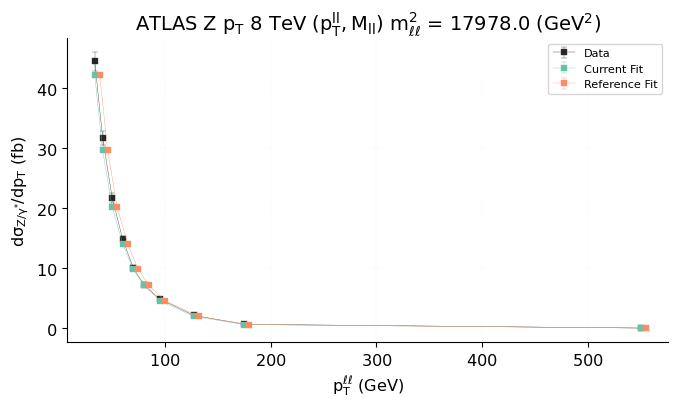 ATLAS Z p_T 8 TeV (p_T^ll, M_ll) m_ℓℓ^2 = 17978.0 (GeV^2)
Data
Current Fit
Reference Fit
dσ_Z/γ*/dp_T (fb)
40
30
20
10
0
100
200
300
400
500
p_T^ℓℓ (GeV)